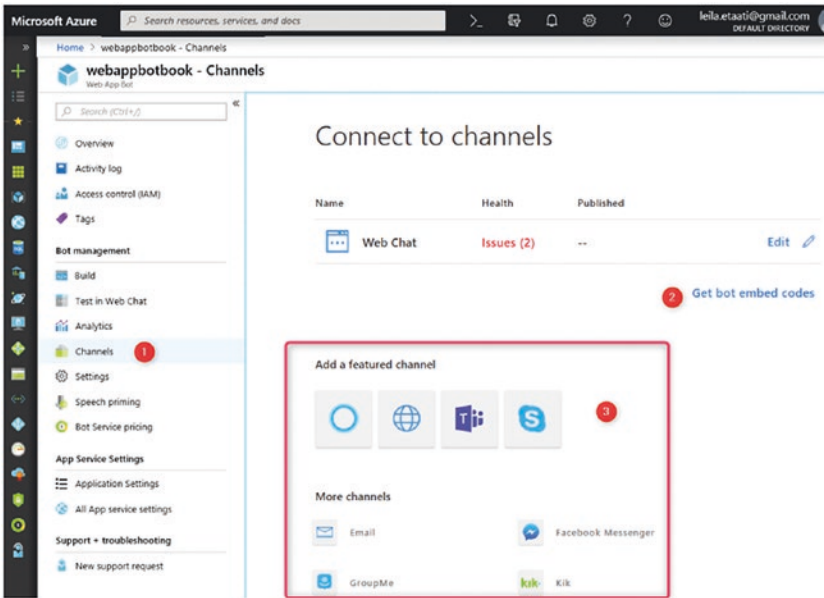 Microsoft Azure
Search resources, services, and docs
leila.etaati@gmail.com
DEFAULT DIRECTORY
Home > webappbotbook - Channels
webappbotbook - Channels
Web App Bot
Search (Ctrl+/)
Overview
Activity log
Access control (IAM)
Tags
Bot management
Build
Test in Web Chat
Analytics
Channels 1
Settings
Speech priming
Bot Service pricing
App Service Settings
Application Settings
All App service settings
Support + troubleshooting
New support request
Connect to channels
Name Health Published
Web Chat Issues (2) -- Edit
2 Get bot embed codes
Add a featured channel
3
More channels
Email Facebook Messenger
GroupMe kik Kik